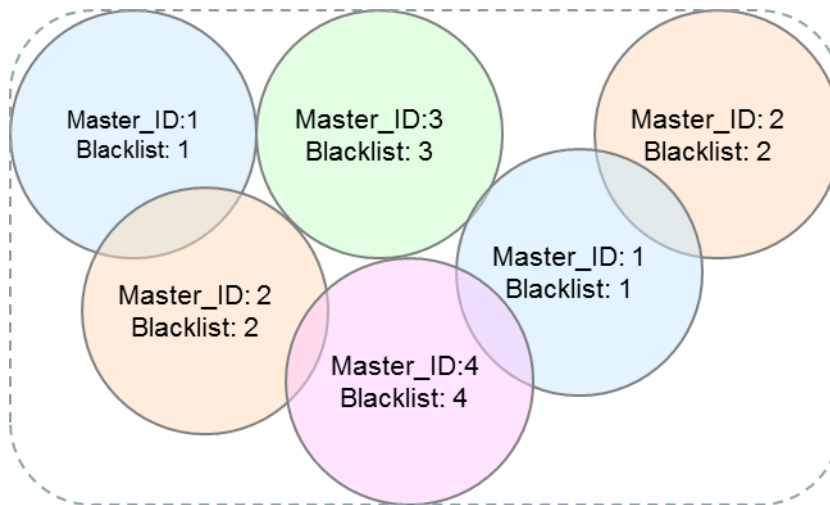 Master_ID:1
Blacklist: 1
Master_ID:3
Blacklist: 3
Master_ID: 2
Blacklist: 2
Master_ID: 2
Blacklist: 2
Master_ID: 1
Blacklist: 1
Master_ID:4
Blacklist: 4